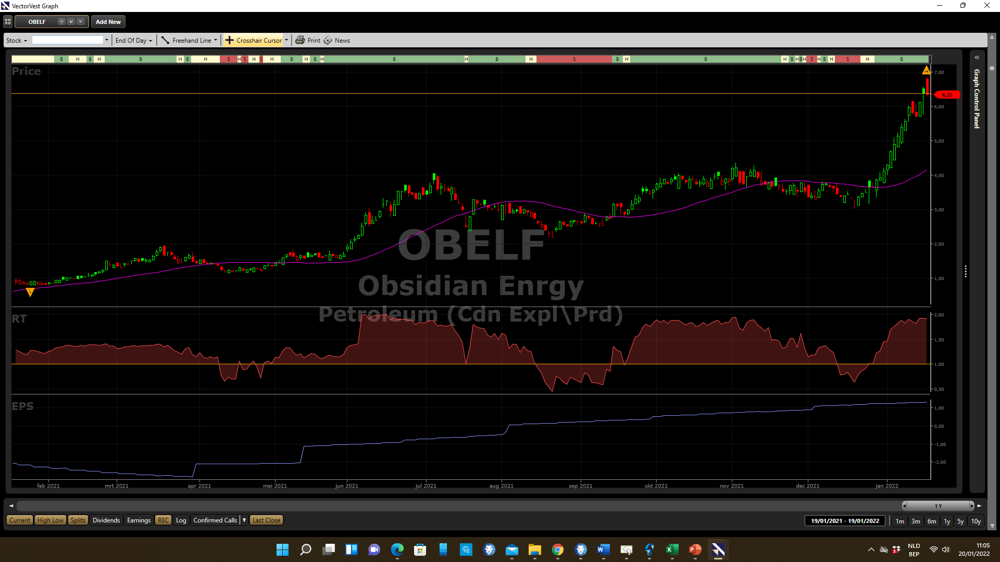 VectorVest Graph
OBELF Add New
Stock End Of Day Freehand Line Crosshair Cursor Print News
B H B H B H B H S H S H S H B H B H B H B H S B H B H B H B H S H B H S H B
Price
H
7,00
6,35
6,00
5,00
4,00
3,00
2,00
1,00
L
OBELF
Obsidian Enrgy
Petroleum (Cdn Expl\Prd)
RT
2,00
1,50
1,00
0,50
EPS
1,00
0,00
-1,00
-2,00
feb 2021 mrt 2021 apr 2021 mei 2021 jun 2021 jul 2021 aug 2021 sep 2021 okt 2021 nov 2021 dec 2021 jan 2022
Graph Control Panel
1 Y
Current High Low Splits Dividends Earnings REC Log Confirmed Calls Last Close 19/01/2021 - 19/01/2022 1m 3m 6m 1y 5y 10y
NLD 11:05
BEP 20/01/2022